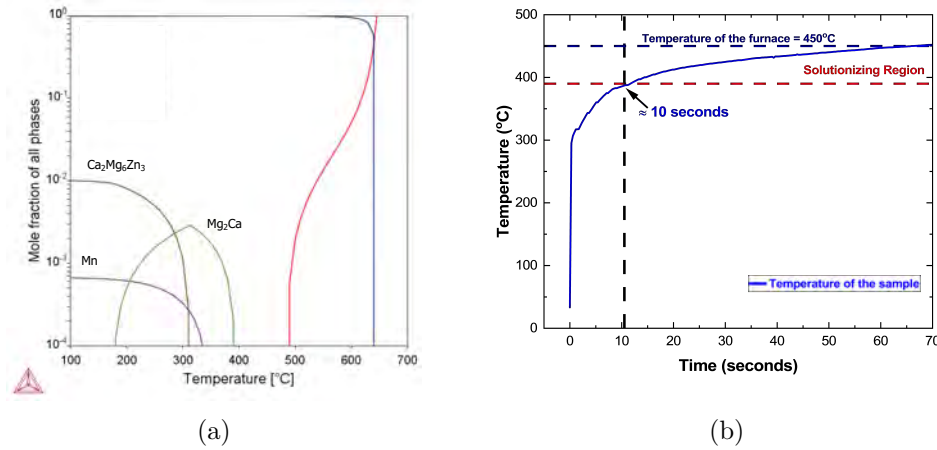 10⁰
10⁻¹
10⁻²
10⁻³
10⁻⁴
Mole fraction of all phases
Ca₂Mg₆Zn₃
Mg₂Ca
Mn
100 200 300 400 500 600 700
Temperature [°C]
(a)
500
400
300
200
100
0
Temperature (°C)
Temperature of the furnace = 450°C
Solutionizing Region
≈ 10 seconds
Temperature of the sample
0 10 20 30 40 50 60 70
Time (seconds)
(b)